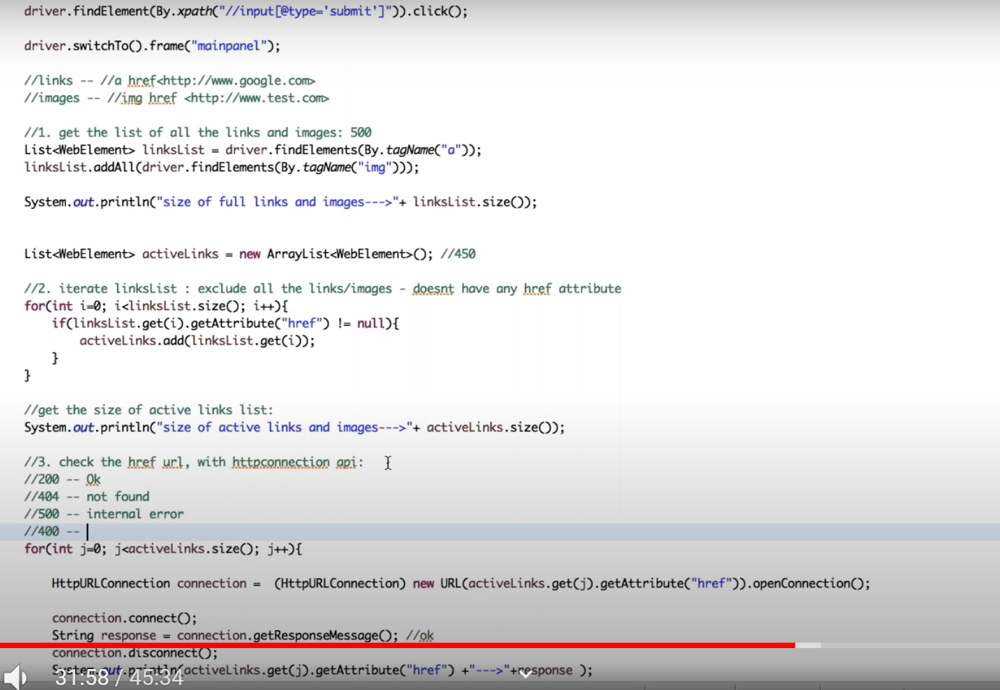 driver.findElement(By.xpath("//input[@type='submit']")).click();
driver.switchTo().frame("mainpanel");
//links -- //a href<http://www.google.com>
//images -- //img href <http://www.test.com>
//1. get the list of all the links and images: 500
List<WebElement> linksList = driver.findElements(By.tagName("a"));
linksList.addAll(driver.findElements(By.tagName("img")));
System.out.println("size of full links and images--->"+ linksList.size());
List<WebElement> activeLinks = new ArrayList<WebElement>(); //450
//2. iterate linksList : exclude all the links/images - doesnt have any href attribute
for(int i=0; i<linksList.size(); i++){
if(linksList.get(i).getAttribute("href") != null){
activeLinks.add(linksList.get(i));
}
}
//get the size of active links list:
System.out.println("size of active links and images--->"+ activeLinks.size());
//3. check the href url, with httpconnection api:
//200 -- Ok
//404 -- not found
//500 -- internal error
//400 --
for(int j=0; j<activeLinks.size(); j++){
HttpURLConnection connection = (HttpURLConnection) new URL(activeLinks.get(j).getAttribute("href")).openConnection();
connection.connect();
String response = connection.getResponseMessage(); //ok
connection.disconnect();
System.out.println(activeLinks.get(j).getAttribute("href") +"--->"+response );
31:58 / 45:34